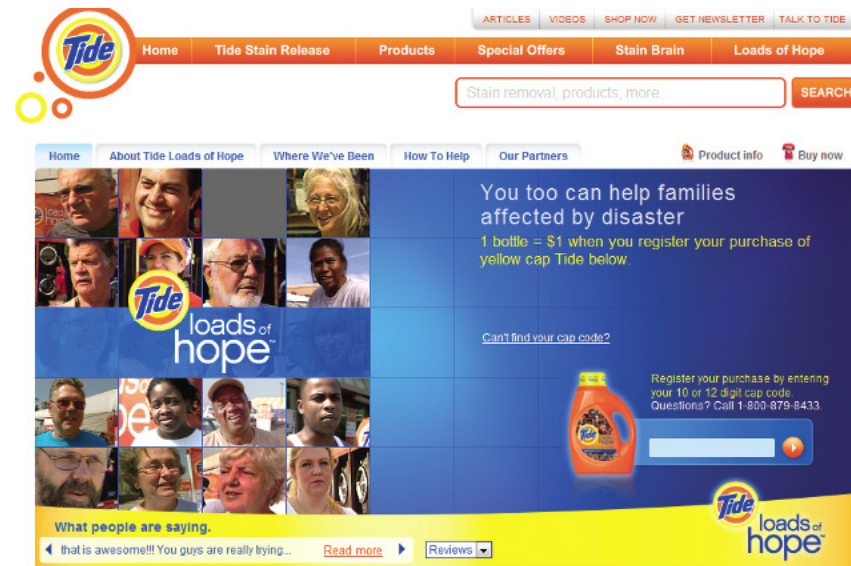 ARTICLES VIDEOS SHOP NOW GET NEWSLETTER TALK TO TIDE
Tide
Home Tide Stain Release Products Special Offers Stain Brain Loads of Hope
Stain removal, products, more... SEARCH
Home About Tide Loads of Hope Where We've Been How To Help Our Partners Product info Buy now
You too can help families
affected by disaster
1 bottle = $1 when you register your purchase of
yellow cap Tide below.
Tide
loads of
hope™
Can't find your cap code?
Register your purchase by entering
your 10 or 12 digit cap code.
Questions? Call 1-800-879-8433.
Tide
What people are saying.
that is awesome!!! You guys are really trying... Read more Reviews
Tide
loads of
hope™